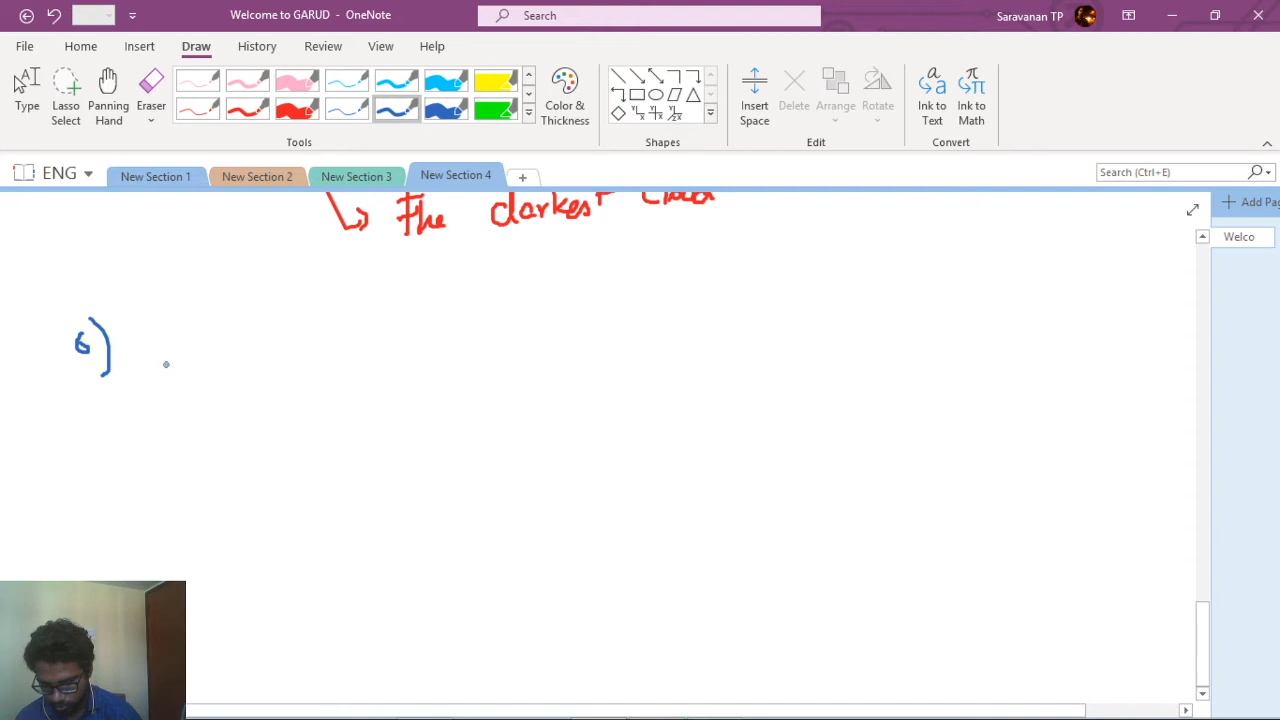 Welcome to GARUD - OneNote
Search
Saravanan TP
File Home Insert Draw History Review View Help
Type
Lasso Select
Panning Hand
Eraser
Color & Thickness
Insert Space
Delete
Arrange
Rotate
Ink to Text
Ink to Math
Tools
Shapes
Edit
Convert
ENG
New Section 1
New Section 2
New Section 3
New Section 4
Search (Ctrl+E)
The darkest cloud
Add Pag
Welco
6)